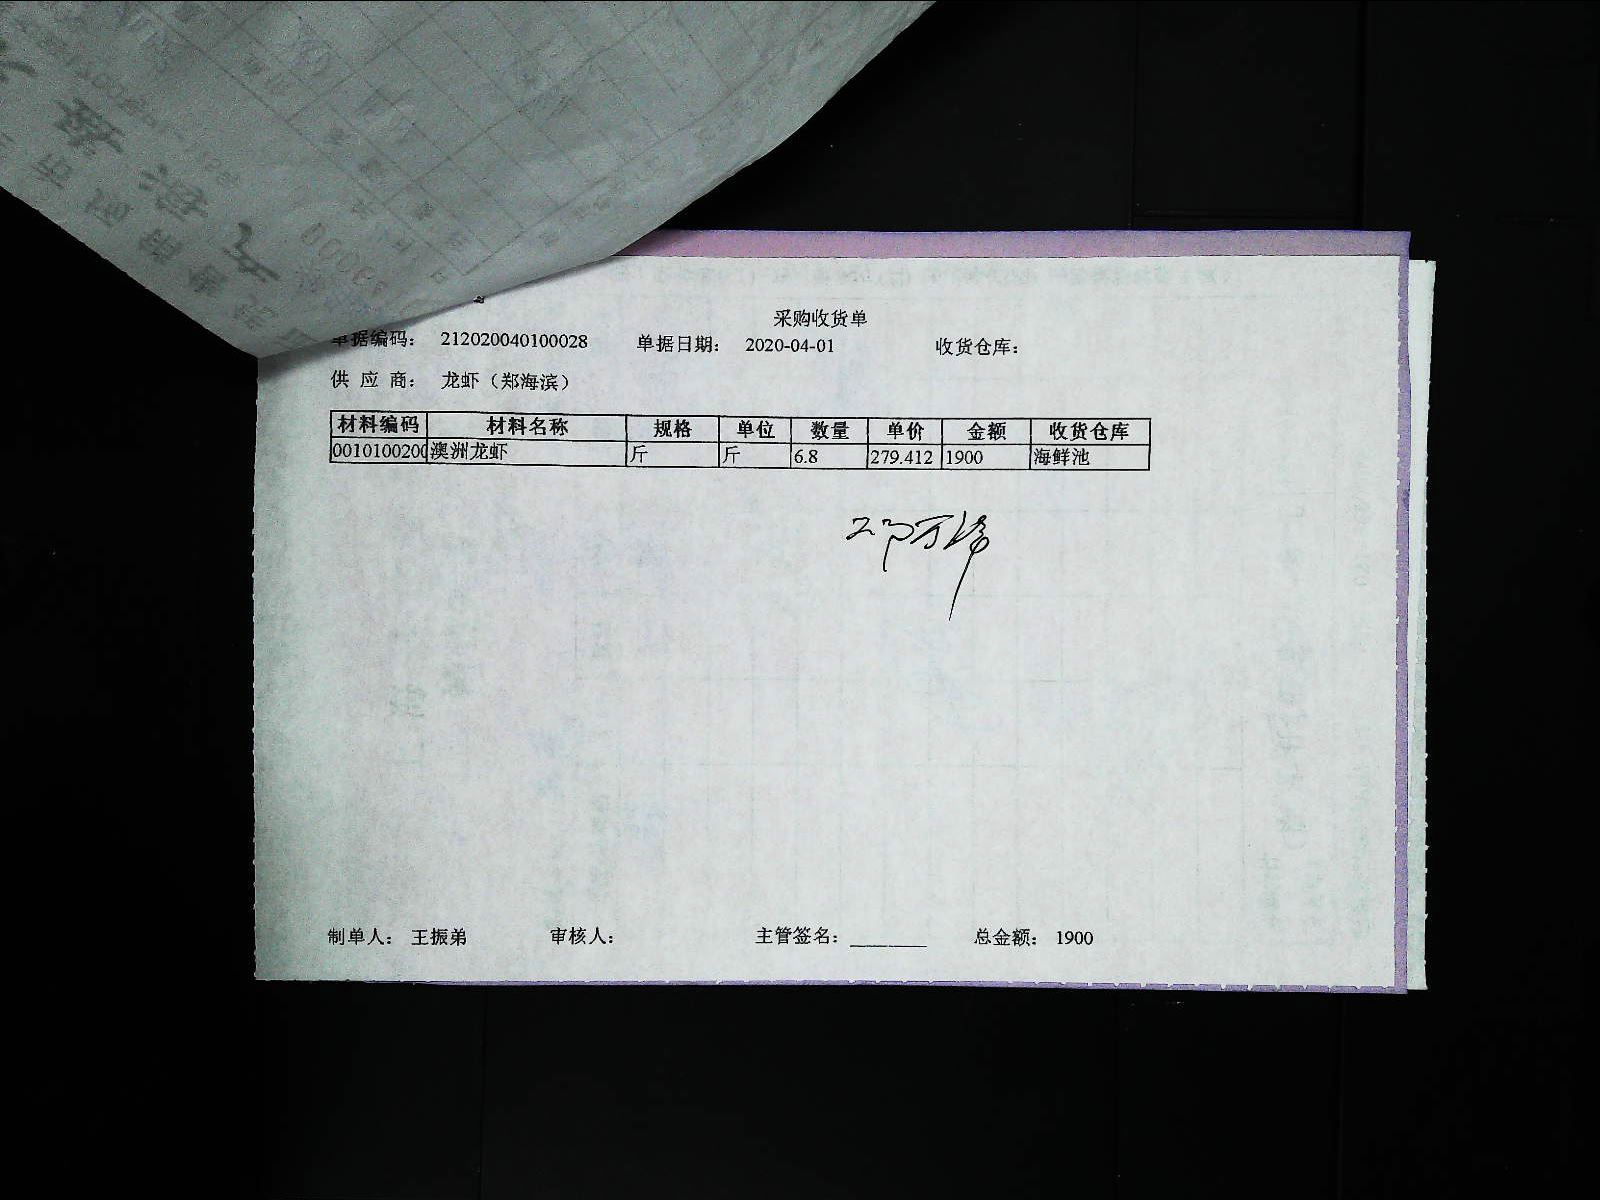 采购收货单
单据编码： 212020040100028 单据日期： 2020-04-01 收货仓库：
供 应 商： 龙虾（郑海滨）
材料编码 材料名称 规格 单位 数量 单价 金额 收货仓库
0010100200 澳洲龙虾 斤 斤 6.8 279.412 1900 海鲜池
制单人： 王振弟 审核人： 主管签名： 总金额： 1900